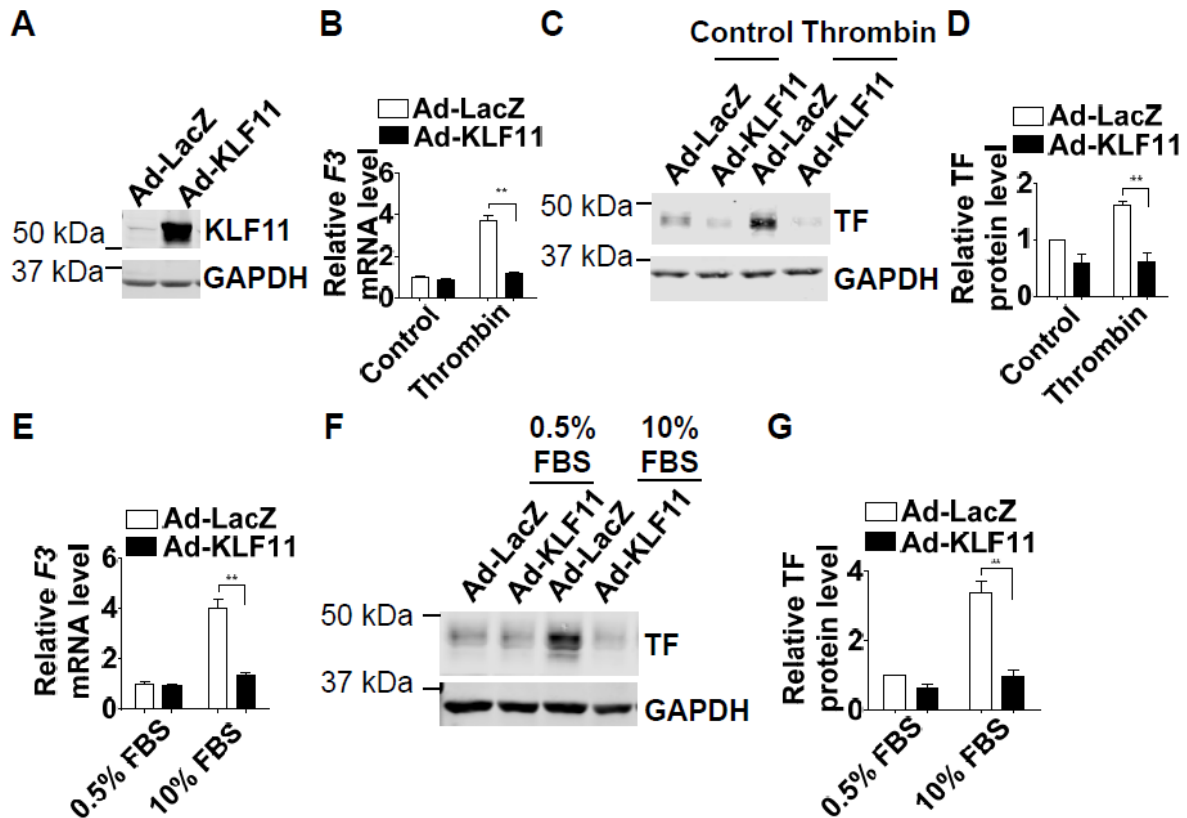 A
Ad-LacZ
Ad-KLF11
50 kDa
KLF11
37 kDa
GAPDH
B
Ad-LacZ
Ad-KLF11
Relative F3
mRNA level
6
4
2
0
**
Control
Thrombin
C
Control Thrombin
Ad-LacZ
Ad-KLF11
Ad-LacZ
Ad-KLF11
50 kDa
TF
37 kDa
GAPDH
D
Ad-LacZ
Ad-KLF11
Relative TF
protein level
2
1
0
**
Control
Thrombin
E
Ad-LacZ
Ad-KLF11
Relative F3
mRNA level
6
4
2
0
**
0.5% FBS
10% FBS
F
0.5% 10%
FBS FBS
Ad-LacZ
Ad-KLF11
Ad-LacZ
Ad-KLF11
50 kDa
TF
37 kDa
GAPDH
G
Ad-LacZ
Ad-KLF11
Relative TF
protein level
4
2
0
**
0.5% FBS
10% FBS